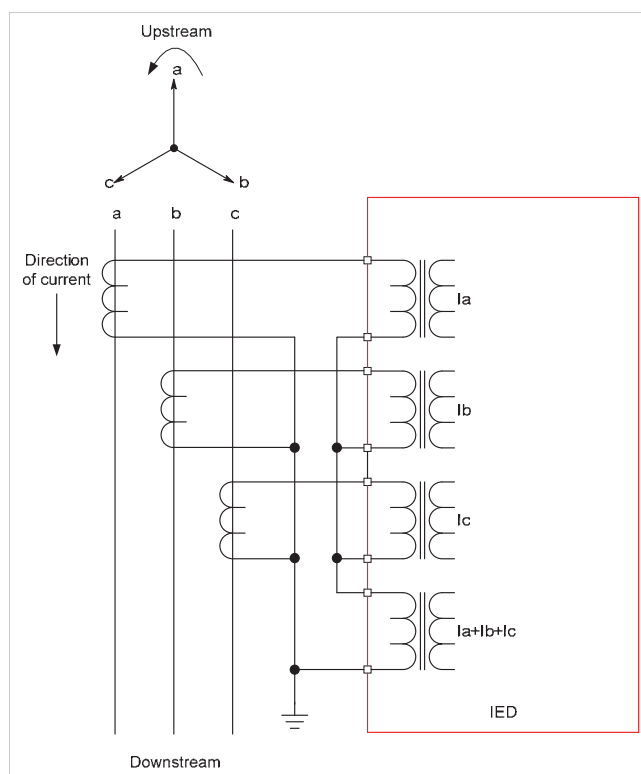 Upstream
a
c
b
a b c
Direction
of current
Ia
Ib
Ic
Ia+Ib+Ic
IED
Downstream